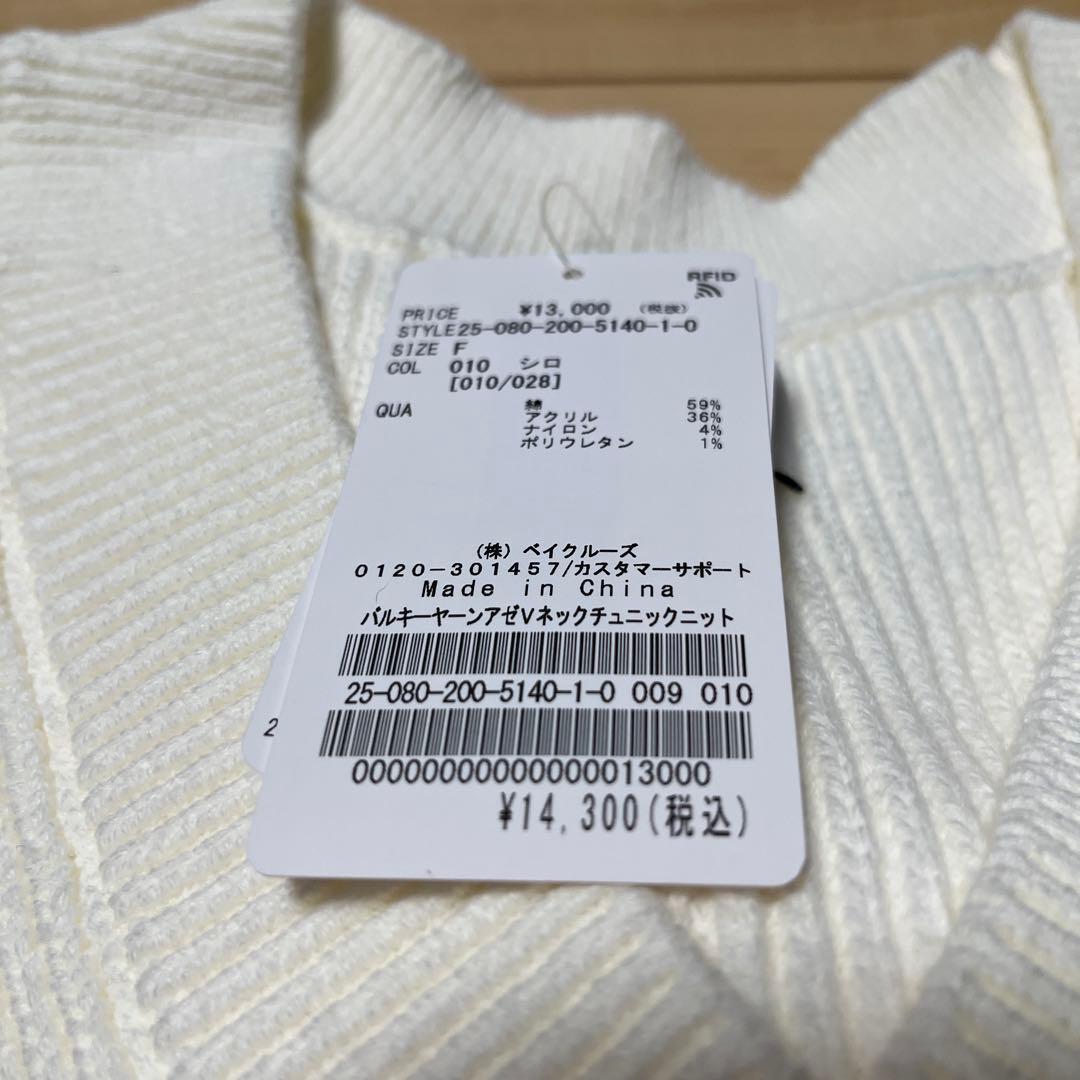 RFID
PRICE ¥13,000 (税抜)
STYLE 25-080-200-5140-1-0
SIZE F
COL 010 シロ
[010/028]
QUA 綿 59%
アクリル 36%
ナイロン 4%
ポリウレタン 1%
(株) ベイクルーズ
0120-301457/カスタマーサポート
Made in China
バルキーヤーンアゼVネックチュニックニット
25-080-200-5140-1-0 009 010
00000000000000013000
¥14,300(税込)
2